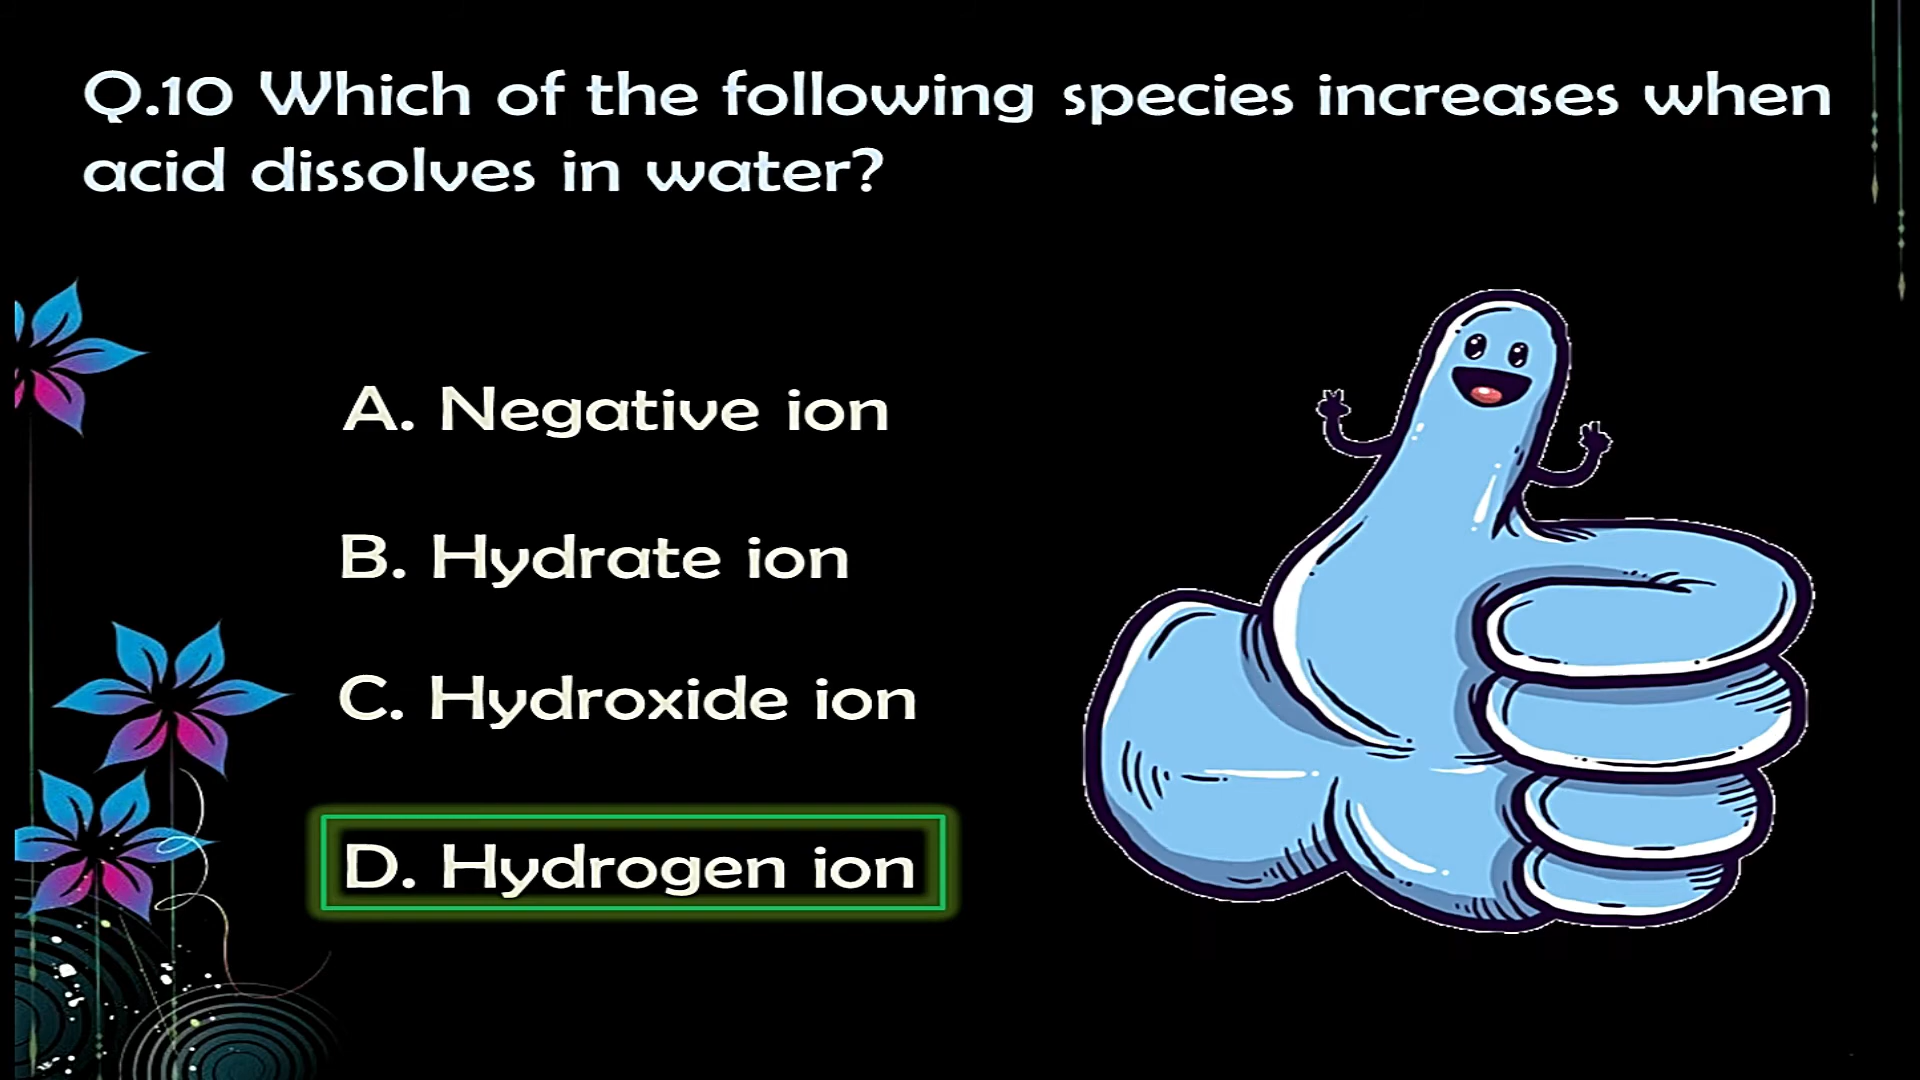 Q.10 Which of the following species increases when
acid dissolves in water?
A. Negative ion
B. Hydrate ion
C. Hydroxide ion
D. Hydrogen ion